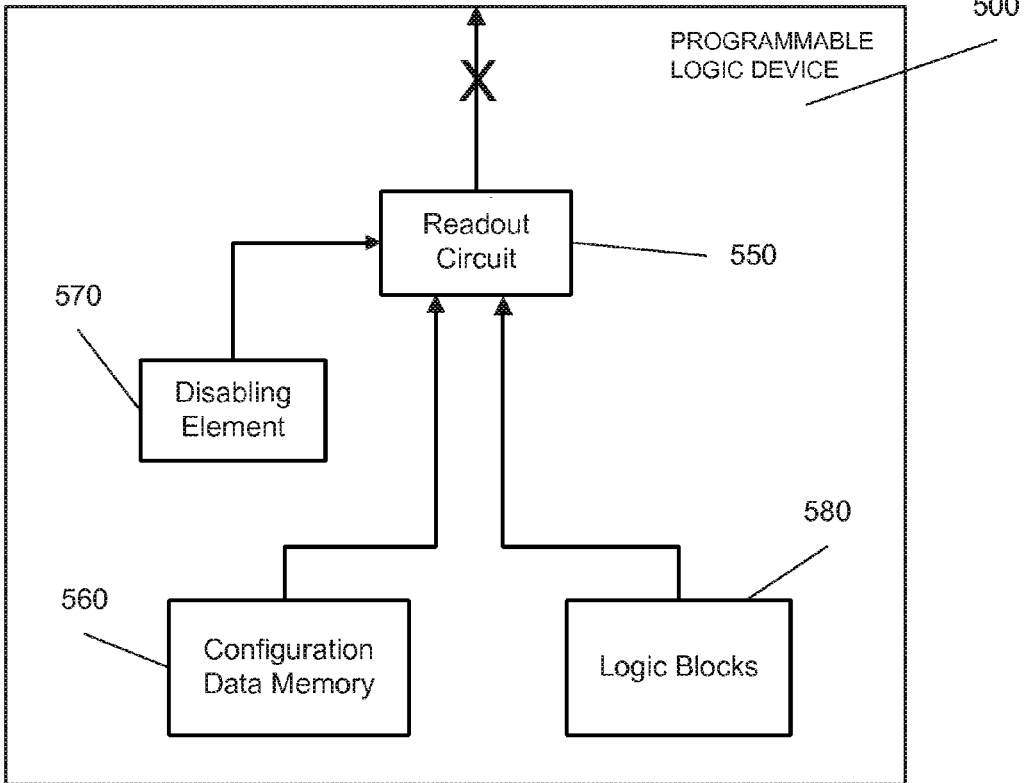 500
PROGRAMMABLE
LOGIC DEVICE
X
Readout
Circuit
550
570
Disabling
Element
580
560
Configuration
Data Memory
Logic Blocks